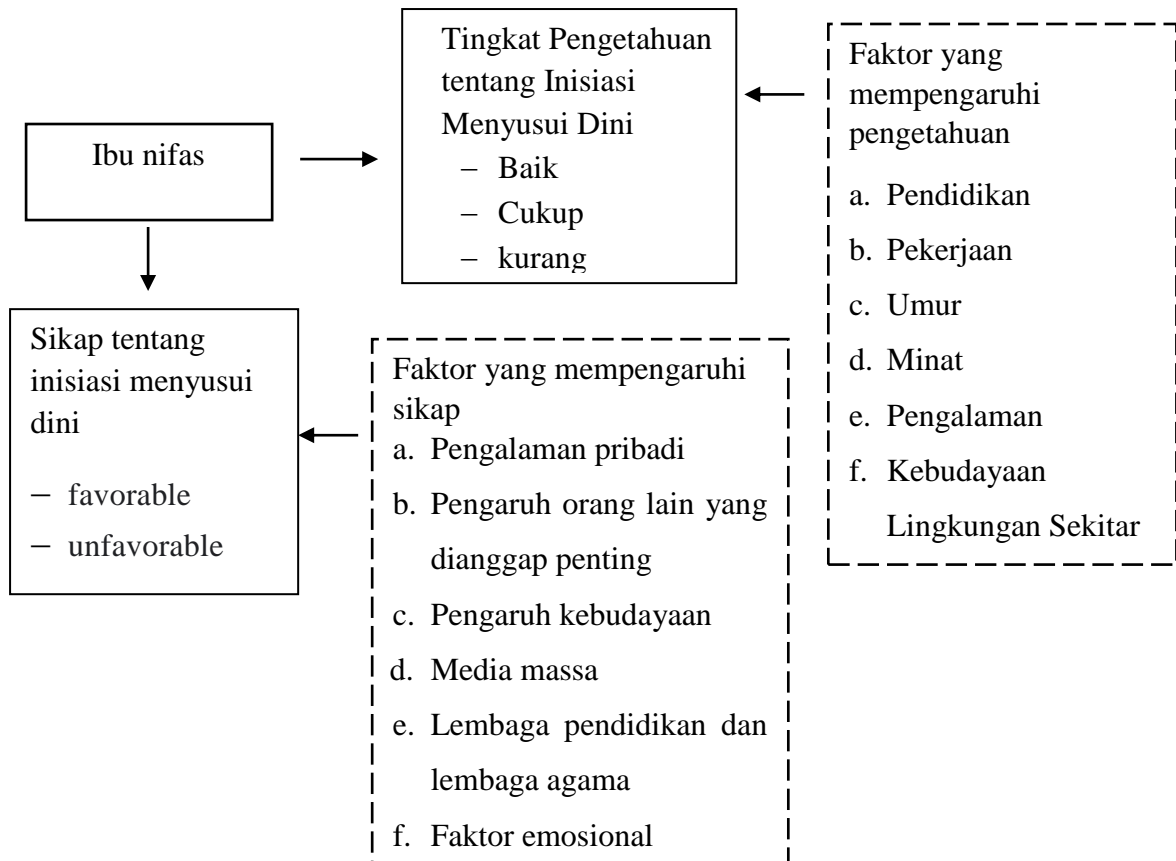 Ibu nifas
Tingkat Pengetahuan
tentang Inisiasi
Menyusui Dini
– Baik
– Cukup
– kurang
Faktor yang
mempengaruhi
pengetahuan
a. Pendidikan
b. Pekerjaan
c. Umur
d. Minat
e. Pengalaman
f. Kebudayaan
Lingkungan Sekitar
Sikap tentang
inisiasi menyusui
dini
– favorable
– unfavorable
Faktor yang mempengaruhi
sikap
a. Pengalaman pribadi
b. Pengaruh orang lain yang
dianggap penting
c. Pengaruh kebudayaan
d. Media massa
e. Lembaga pendidikan dan
lembaga agama
f. Faktor emosional